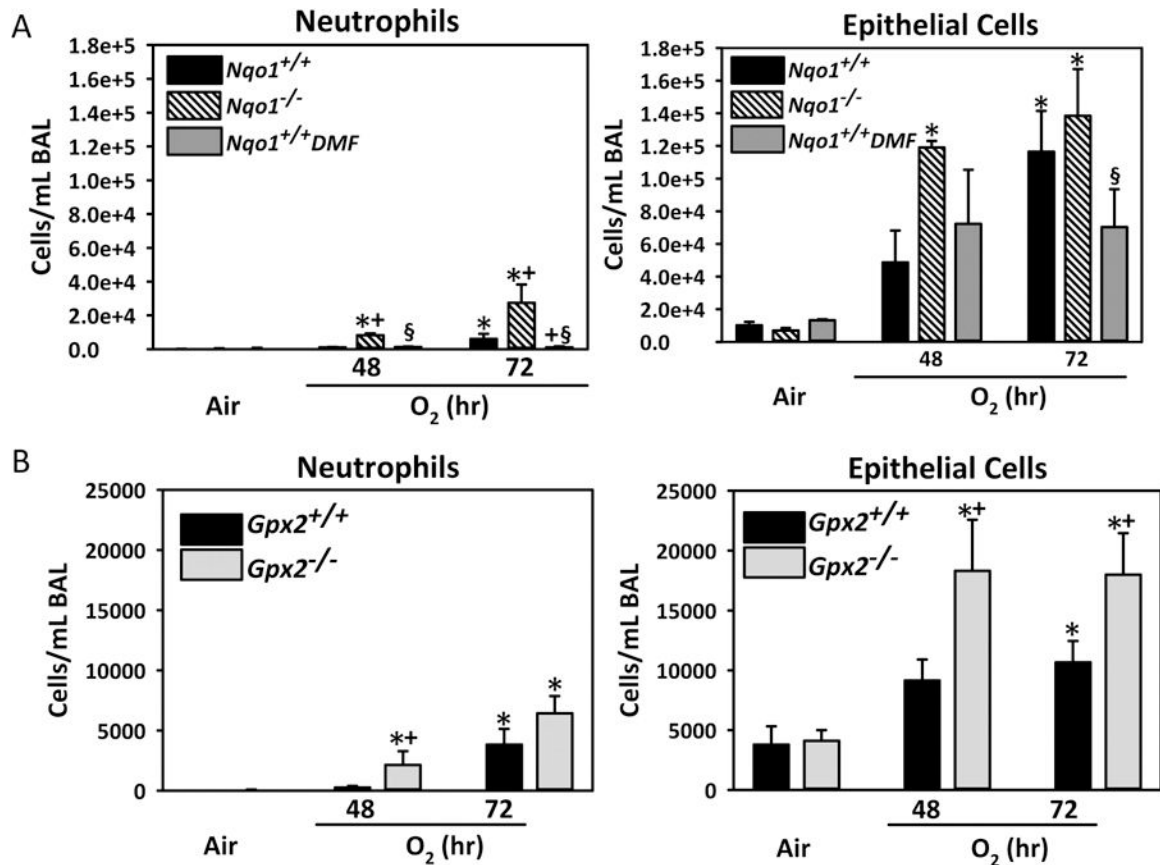 A
Neutrophils
Cells/mL BAL
1.8e+5
1.6e+5
1.4e+5
1.2e+5
1.0e+5
8.0e+4
6.0e+4
4.0e+4
2.0e+4
0.0
Nqo1+/+
Nqo1-/-
Nqo1+/+DMF
*+
§
*
*+
+§
48
72
Air
O2 (hr)
Epithelial Cells
Cells/mL BAL
1.8e+5
1.6e+5
1.4e+5
1.2e+5
1.0e+5
8.0e+4
6.0e+4
4.0e+4
2.0e+4
0.0
Nqo1+/+
Nqo1-/-
Nqo1+/+DMF
*
*
*
§
48
72
Air
O2 (hr)
B
Neutrophils
Cells/mL BAL
25000
20000
15000
10000
5000
0
Gpx2+/+
Gpx2-/-
*+
*
*
48
72
Air
O2 (hr)
Epithelial Cells
Cells/mL BAL
25000
20000
15000
10000
5000
0
Gpx2+/+
Gpx2-/-
*+
*
*+
48
72
Air
O2 (hr)